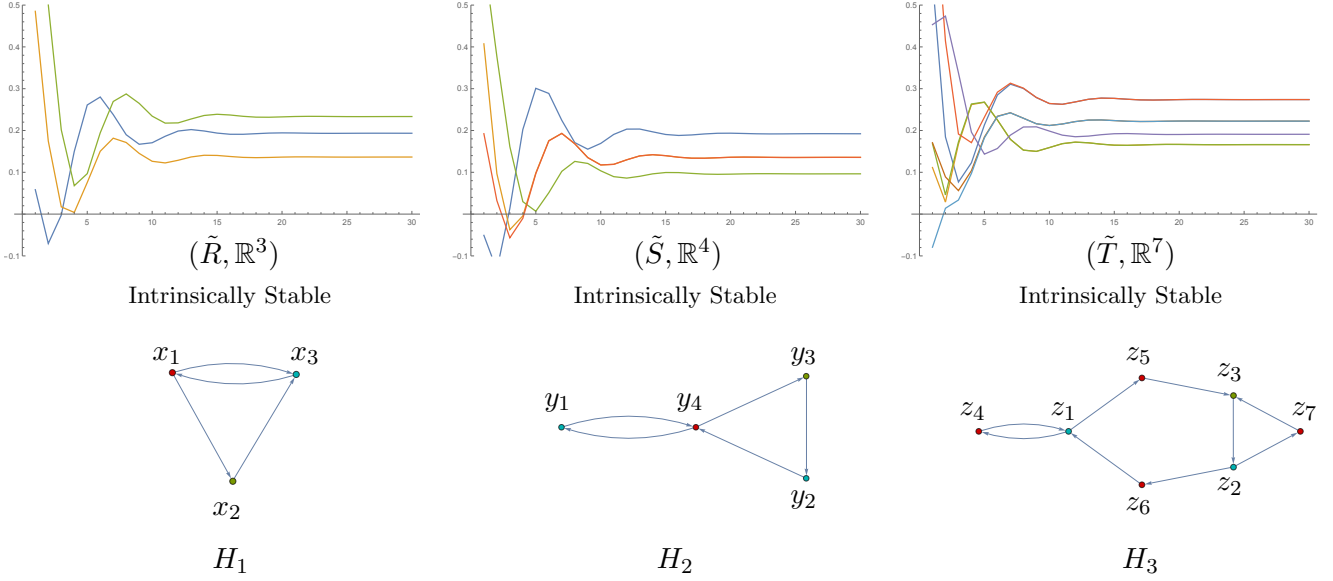 0.5 0.5 0.5
0.4 0.4 0.4
0.3 0.3 0.3
0.2 0.2 0.2
0.1 0.1 0.1
5 10 15 20 25 30 5 10 15 20 25 30 5 10 15 20 25 30
-0.1 -0.1 -0.1
(R̃, ℝ³) (S̃, ℝ⁴) (T̃, ℝ⁷)
Intrinsically Stable Intrinsically Stable Intrinsically Stable
x₁ x₃ y₃ z₅ z₃
y₁ y₄ z₄ z₁ z₇
x₂ y₂ z₆ z₂
H₁ H₂ H₃